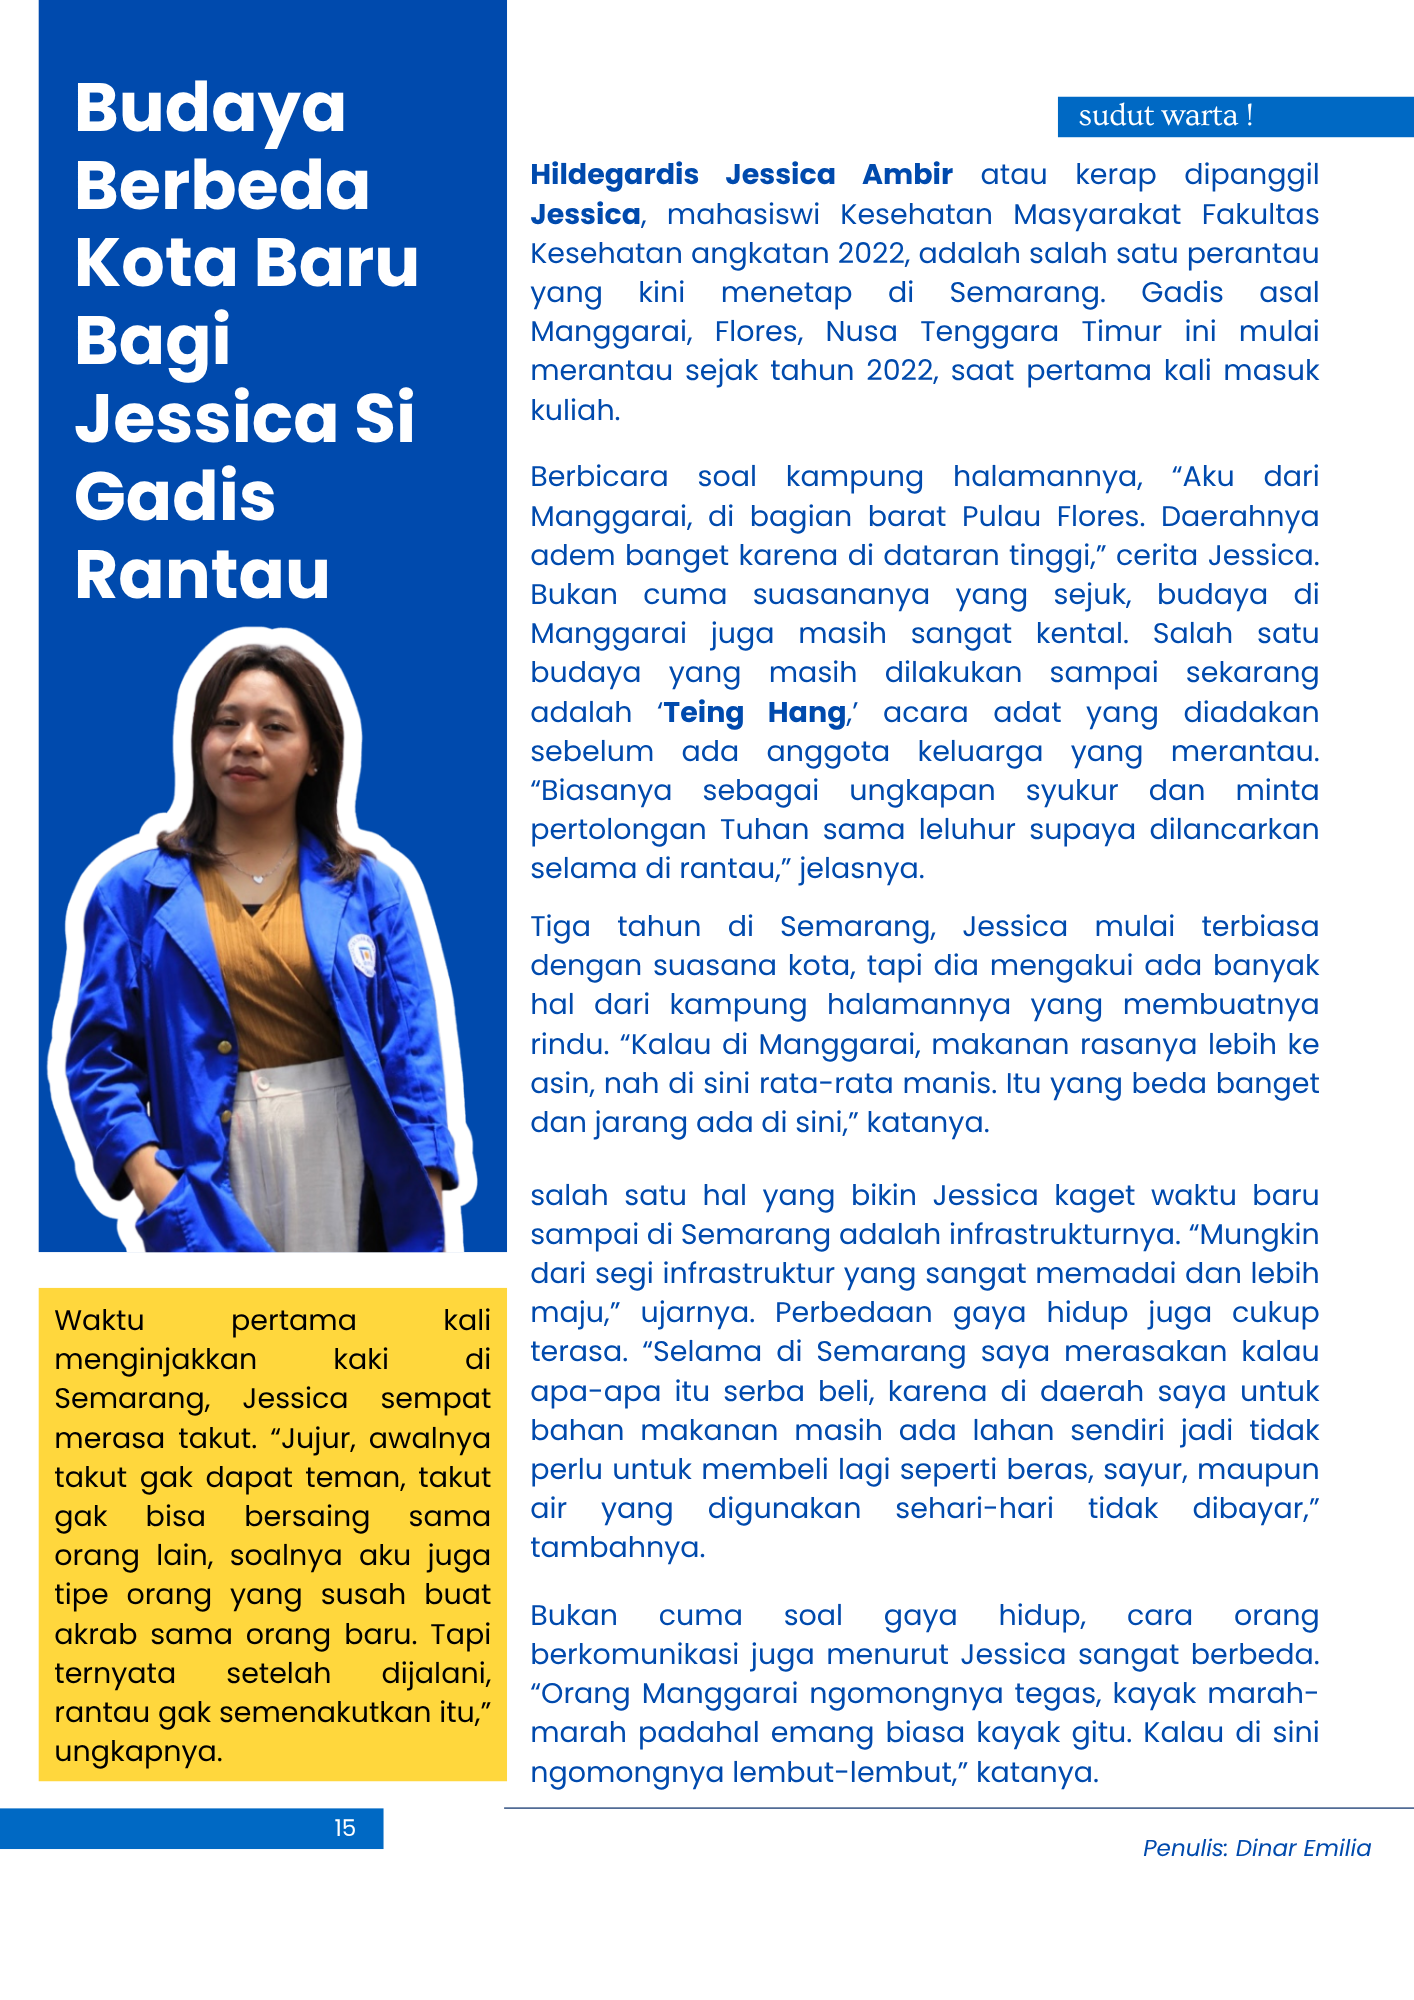 Budaya
Berbeda
Kota Baru
Bagi
Jessica Si
Gadis
Rantau
sudut warta !
Hildegardis Jessica Ambir atau kerap dipanggil
Jessica, mahasiswi Kesehatan Masyarakat Fakultas
Kesehatan angkatan 2022, adalah salah satu perantau
yang kini menetap di Semarang. Gadis asal
Manggarai, Flores, Nusa Tenggara Timur ini mulai
merantau sejak tahun 2022, saat pertama kali masuk
kuliah.
Berbicara soal kampung halamannya, “Aku dari
Manggarai, di bagian barat Pulau Flores. Daerahnya
adem banget karena di dataran tinggi,” cerita Jessica.
Bukan cuma suasananya yang sejuk, budaya di
Manggarai juga masih sangat kental. Salah satu
budaya yang masih dilakukan sampai sekarang
adalah ‘Teing Hang,’ acara adat yang diadakan
sebelum ada anggota keluarga yang merantau.
“Biasanya sebagai ungkapan syukur dan minta
pertolongan Tuhan sama leluhur supaya dilancarkan
selama di rantau,” jelasnya.
Tiga tahun di Semarang, Jessica mulai terbiasa
dengan suasana kota, tapi dia mengakui ada banyak
hal dari kampung halamannya yang membuatnya
rindu. “Kalau di Manggarai, makanan rasanya lebih ke
asin, nah di sini rata-rata manis. Itu yang beda banget
dan jarang ada di sini,” katanya.
salah satu hal yang bikin Jessica kaget waktu baru
sampai di Semarang adalah infrastrukturnya. “Mungkin
dari segi infrastruktur yang sangat memadai dan lebih
maju,” ujarnya. Perbedaan gaya hidup juga cukup
terasa. “Selama di Semarang saya merasakan kalau
apa-apa itu serba beli, karena di daerah saya untuk
bahan makanan masih ada lahan sendiri jadi tidak
perlu untuk membeli lagi seperti beras, sayur, maupun
air yang digunakan sehari-hari tidak dibayar,”
tambahnya.
Bukan cuma soal gaya hidup, cara orang
berkomunikasi juga menurut Jessica sangat berbeda.
“Orang Manggarai ngomongnya tegas, kayak marah-
marah padahal emang biasa kayak gitu. Kalau di sini
ngomongnya lembut-lembut,” katanya.
Waktu pertama kali
menginjakkan kaki di
Semarang, Jessica sempat
merasa takut. “Jujur, awalnya
takut gak dapat teman, takut
gak bisa bersaing sama
orang lain, soalnya aku juga
tipe orang yang susah buat
akrab sama orang baru. Tapi
ternyata setelah dijalani,
rantau gak semenakutkan itu,”
ungkapnya.
15
Penulis: Dinar Emilia